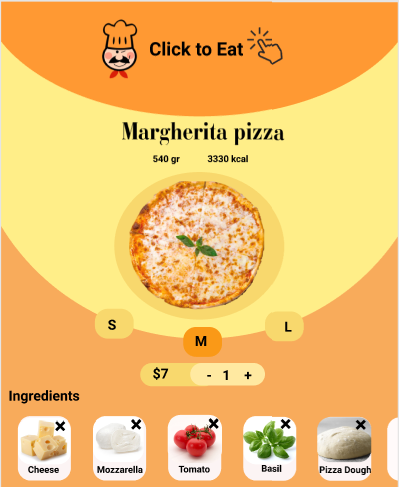 Click to Eat
Margherita pizza
540 gr 3330 kcal
S M L
$7 - 1 +
Ingredients
Cheese Mozzarella Tomato Basil Pizza Dough